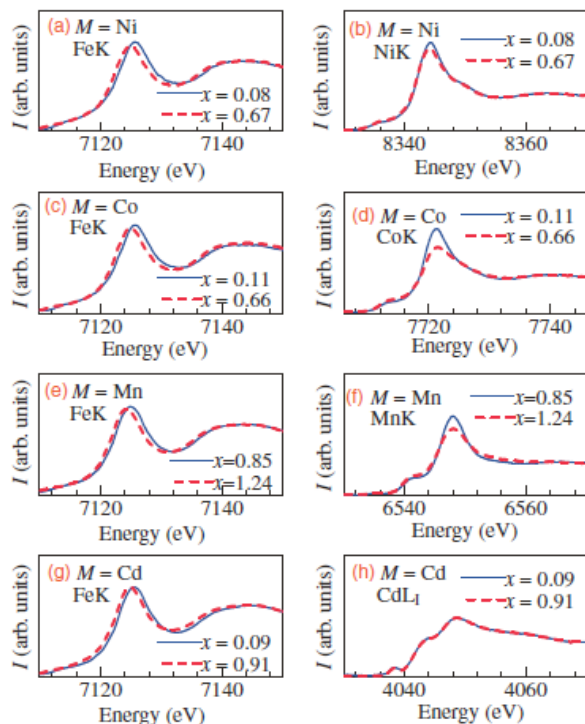 (a) M = Ni
FeK
x = 0.08
x = 0.67
I (arb. units)
7120 7140
Energy (eV)
(b) M = Ni
NiK
x = 0.08
x = 0.67
I (arb. units)
8340 8360
Energy (eV)
(c) M = Co
FeK
x = 0.11
x = 0.66
I (arb. units)
7120 7140
Energy (eV)
(d) M = Co
CoK
x = 0.11
x = 0.66
I (arb. units)
7720 7740
Energy (eV)
(e) M = Mn
FeK
x=0.85
x=1.24
I (arb. units)
7120 7140
Energy (eV)
(f) M = Mn
MnK
x=0.85
x=1.24
I (arb. units)
6540 6560
Energy (eV)
(g) M = Cd
FeK
x = 0.09
x = 0.91
I (arb. units)
7120 7140
Energy (eV)
(h) M = Cd
CdLI
x = 0.09
x = 0.91
I (arb. units)
4040 4060
Energy (eV)